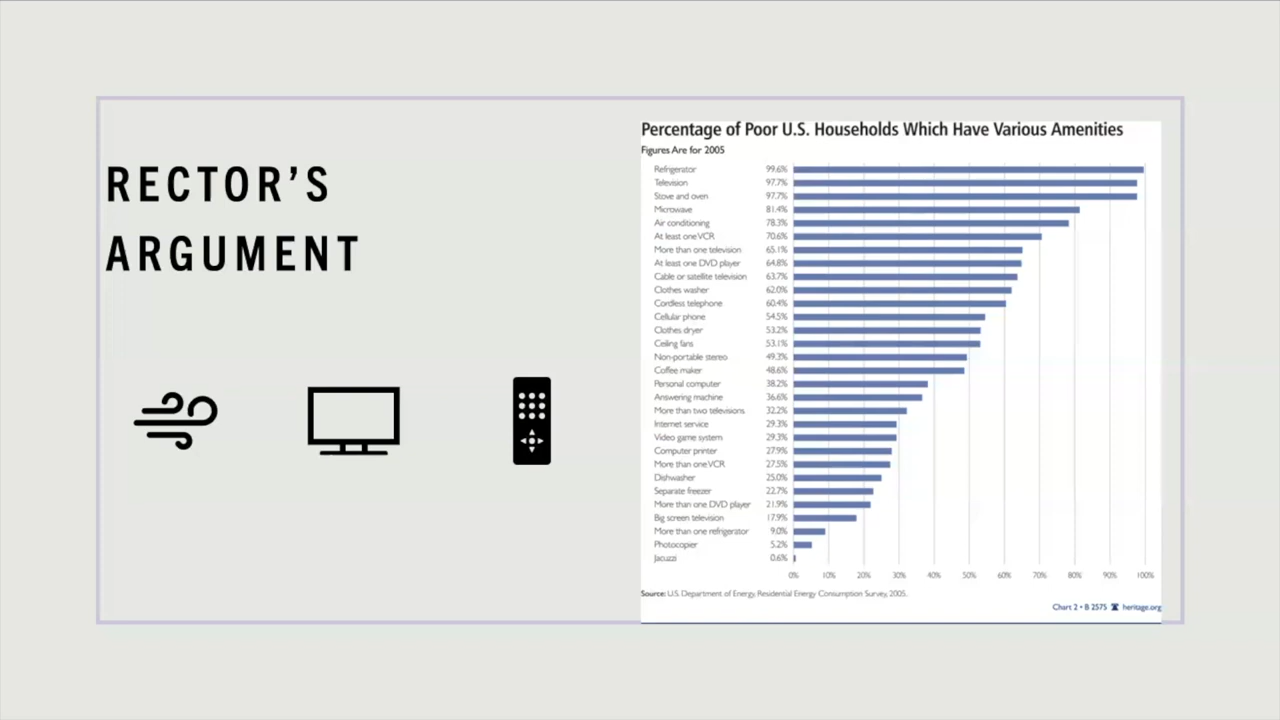 RECTOR'S
ARGUMENT
Percentage of Poor U.S. Households Which Have Various Amenities
Figures Are for 2005
Refrigerator 99.6%
Television 97.7%
Stove and oven 97.7%
Microwave 81.4%
Air conditioning 78.3%
At least one VCR 70.6%
More than one television 65.1%
At least one DVD player 64.8%
Cable or satellite television 63.7%
Clothes washer 62.0%
Cordless telephone 60.4%
Cellular phone 54.5%
Clothes dryer 53.2%
Ceiling fans 53.1%
Non-portable stereo 49.3%
Coffee maker 48.6%
Personal computer 38.2%
Answering machine 36.6%
More than two televisions 32.2%
Internet service 29.3%
Video game system 29.3%
Computer printer 27.9%
More than one VCR 27.5%
Dishwasher 25.0%
Separate freezer 22.7%
More than one DVD player 21.9%
Big screen television 17.9%
More than one refrigerator 9.0%
Photocopier 5.2%
Jacuzzi 0.6%
0% 10% 20% 30% 40% 50% 60% 70% 80% 90% 100%
Source: U.S. Department of Energy, Residential Energy Consumption Survey, 2005.
Chart 2 • B 2575 heritage.org